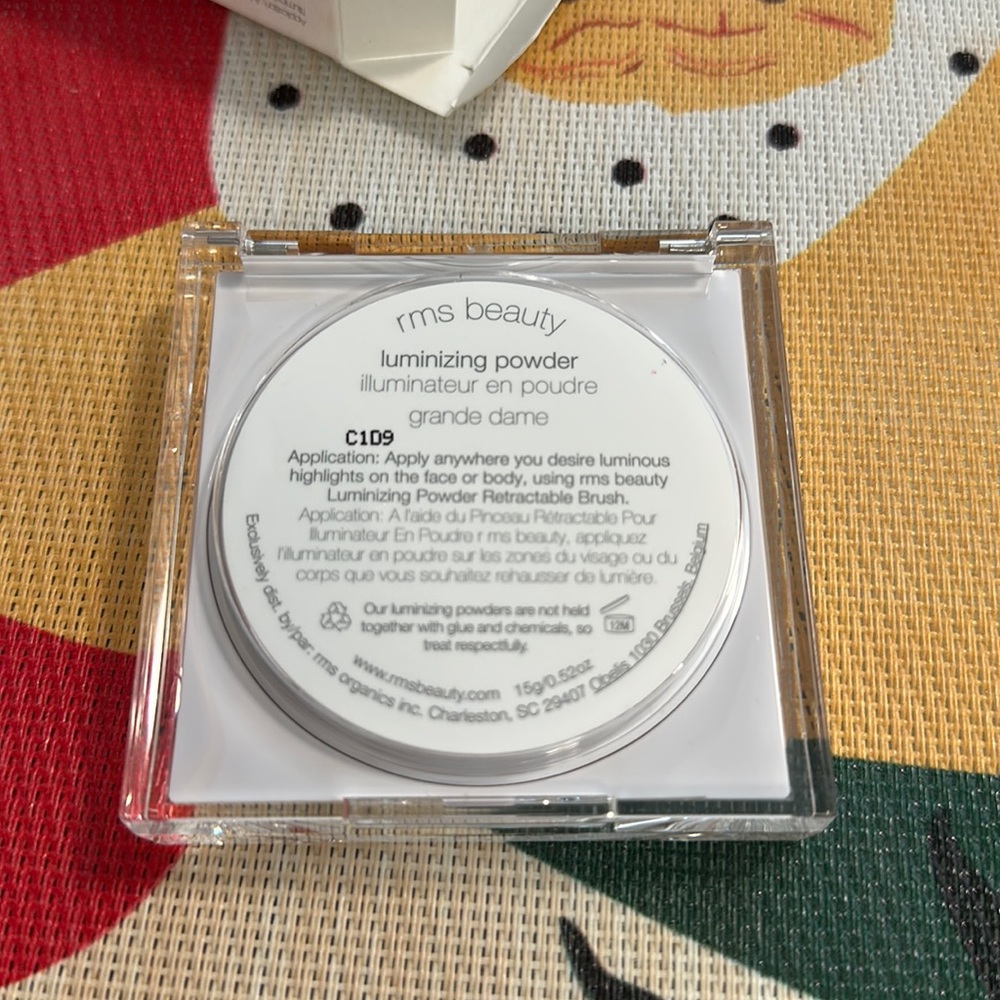 Application
rms beauty
luminizing powder
illuminateur en poudre
grande dame
C1D9
Application: Apply anywhere you desire luminous
highlights on the face or body, using rms beauty
Luminizing Powder Retractable Brush.
Application: A l'aide du Pinceau Rétractable Pour
Illuminateur En Poudre r ms beauty, appliquez
l'illuminateur en poudre sur les zones du visage ou du
corps que vous souhaitez rehausser de lumière.
Our luminizing powders are not held
together with glue and chemicals, so
treat respectfully.
12M
www.rmsbeauty.com 15g/0.52oz
Exclusively dist. by/par: rms organics inc. Charleston, SC 29407 Obelis 1030 Brussels, Belgium